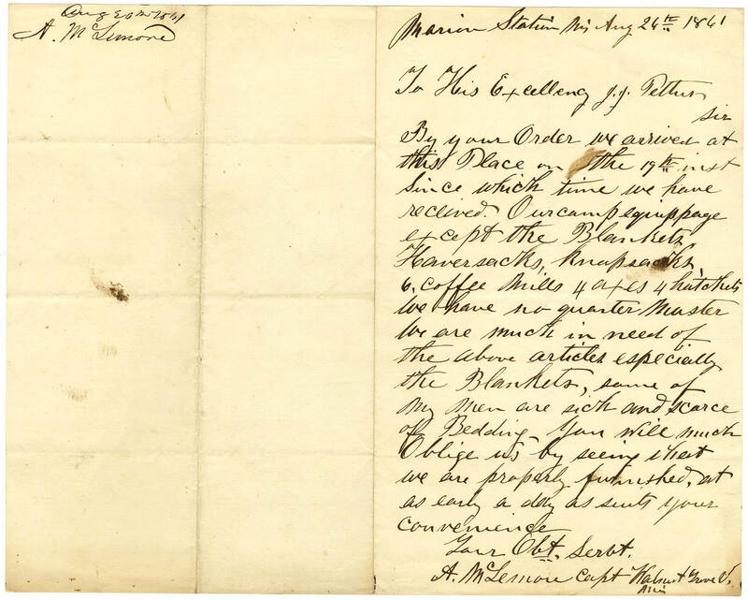 Aug 26th 1861
A. McLemore
Marion Station Mis Aug 26th 1861
To His Excellency J.J. Pettus
Sir
By your Order we arrived at
this Place on the 19th inst
Since which time we have
recieved. Our camp equippage
except the Blankets
Haversacks, knapsacks,
6. Coffee Mills 4 axes 4 hatchets
We have no quarter Master
We are much in need of
the above articles especially
the Blankets, some of
my men are sick and scarce
of Bedding. You will much
Oblige us by seeing that
we are properly furnished, at
as early a day as suits your
convenience
Your Obt. Servt.
A. McLemore Capt Walnut Grove
Mis